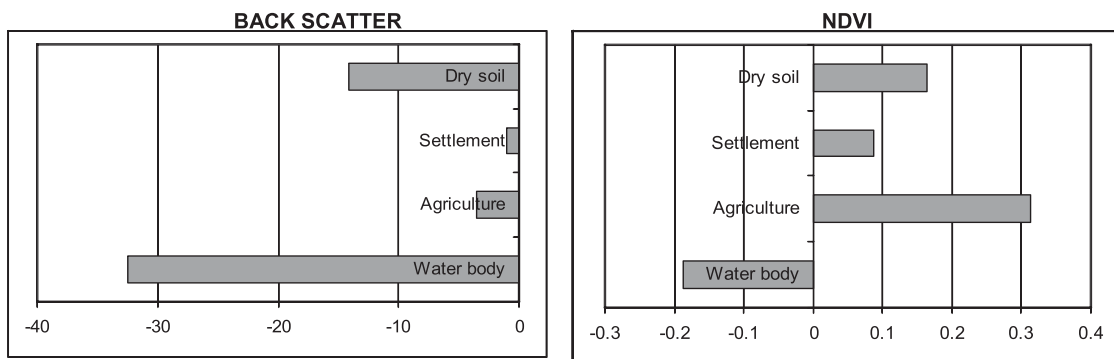 BACK SCATTER
Dry soil
Settlement
Agriculture
Water body
-40 -30 -20 -10 0
NDVI
Dry soil
Settlement
Agriculture
Water body
-0.3 -0.2 -0.1 0 0.1 0.2 0.3 0.4